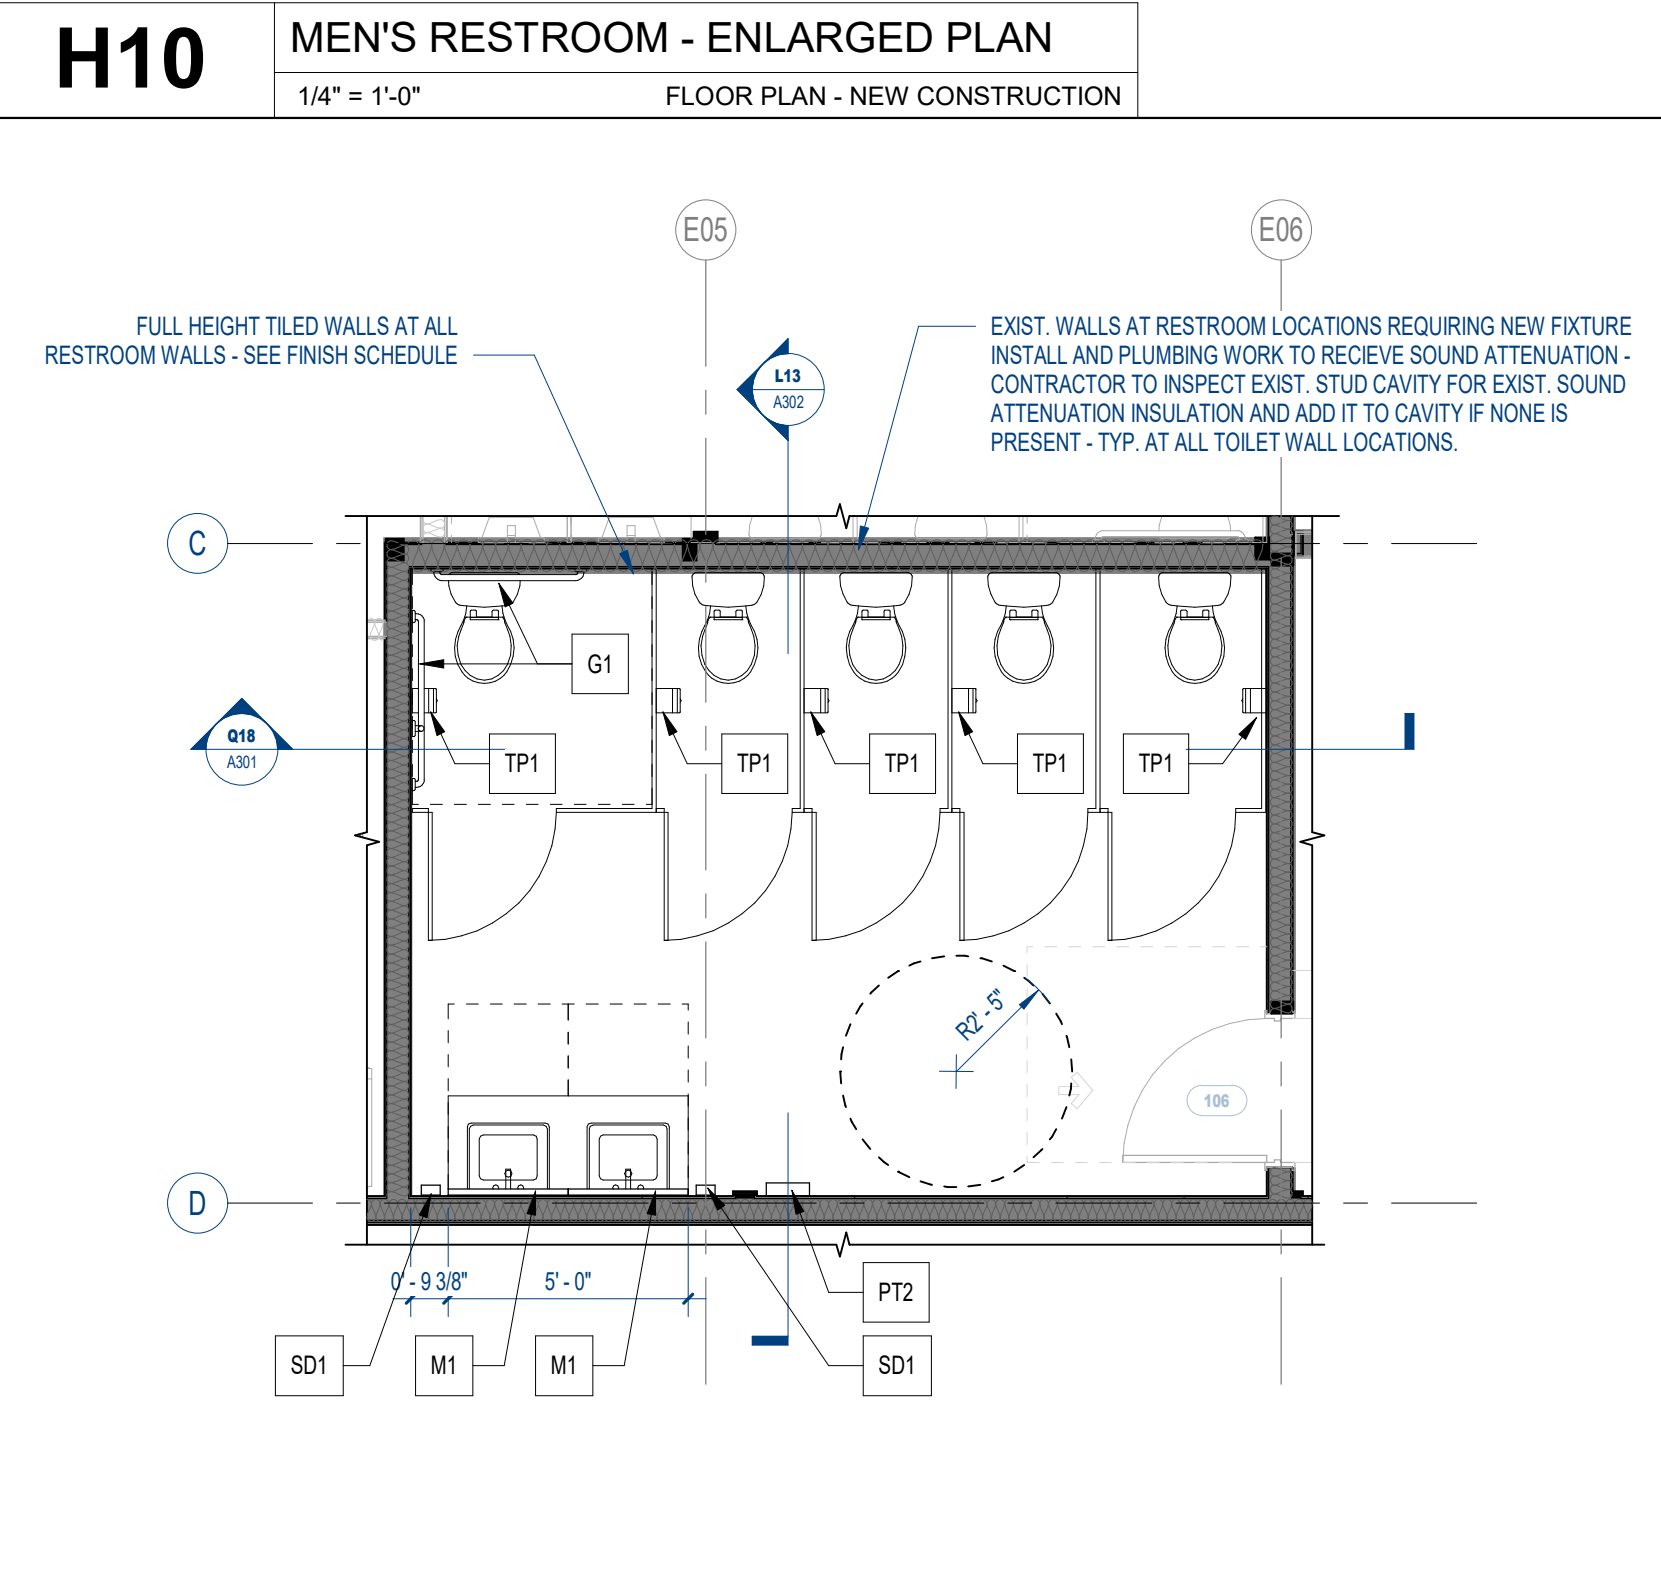 H10
MEN'S RESTROOM - ENLARGED PLAN
1/4" = 1'-0"
FLOOR PLAN - NEW CONSTRUCTION
E05
E06
FULL HEIGHT TILED WALLS AT ALL
RESTROOM WALLS - SEE FINISH SCHEDULE
L13
A302
EXIST. WALLS AT RESTROOM LOCATIONS REQUIRING NEW FIXTURE
INSTALL AND PLUMBING WORK TO RECIEVE SOUND ATTENUATION -
CONTRACTOR TO INSPECT EXIST. STUD CAVITY FOR EXIST. SOUND
ATTENUATION INSULATION AND ADD IT TO CAVITY IF NONE IS
PRESENT - TYP. AT ALL TOILET WALL LOCATIONS.
C
G1
Q18
A301
TP1
TP1
TP1
TP1
TP1
R2' - 5"
106
D
0' - 9 3/8"
5' - 0"
PT2
SD1
M1
M1
SD1